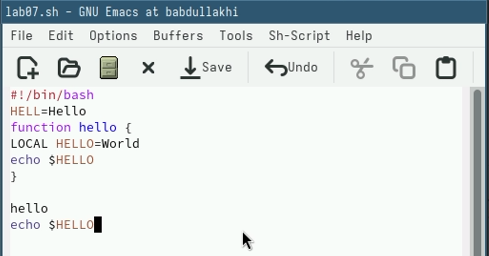 lab07.sh - GNU Emacs at babdullakhi
File Edit Options Buffers Tools Sh-Script Help
Save Undo
#!/bin/bash
HELL=Hello
function hello {
LOCAL HELLO=World
echo $HELLO
}
hello
echo $HELLO